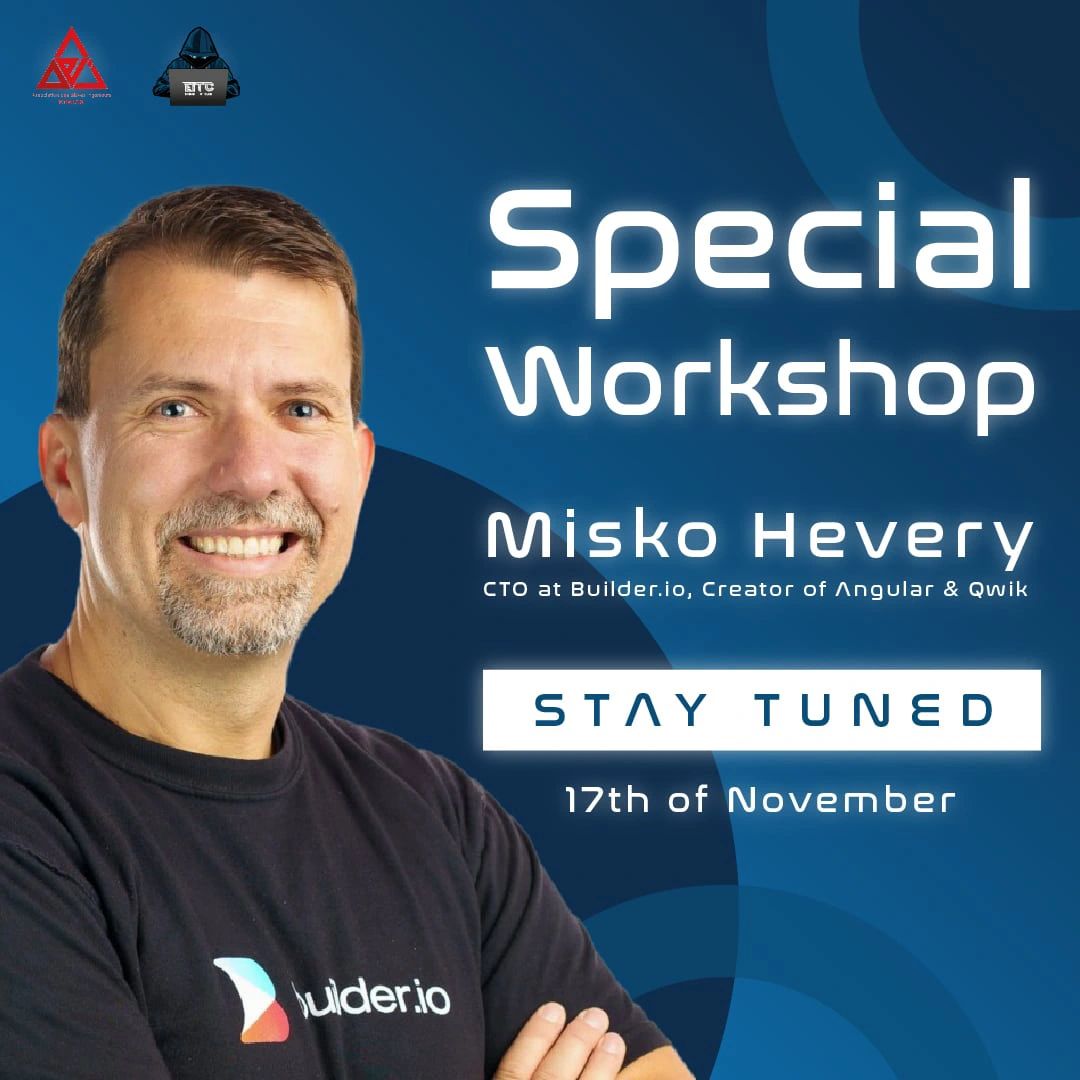 EITC
Special
Workshop
Misko Hevery
CTO at Builder.io, Creator of Angular & Qwik
STAY TUNED
17th of November
builder.io